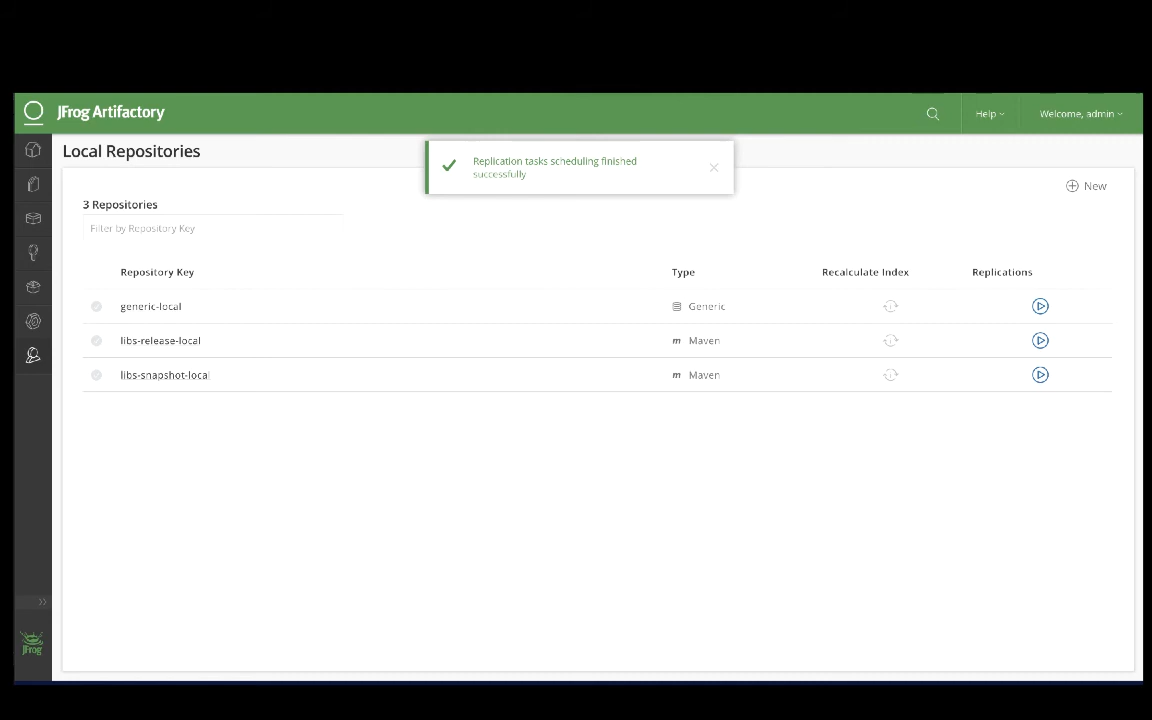 JFrog Artifactory
Help
Welcome, admin
Local Repositories
Replication tasks scheduling finished
successfully
New
3 Repositories
Filter by Repository Key
Repository Key Type Recalculate Index Replications
generic-local Generic
libs-release-local m Maven
libs-snapshot-local m Maven
JFrog